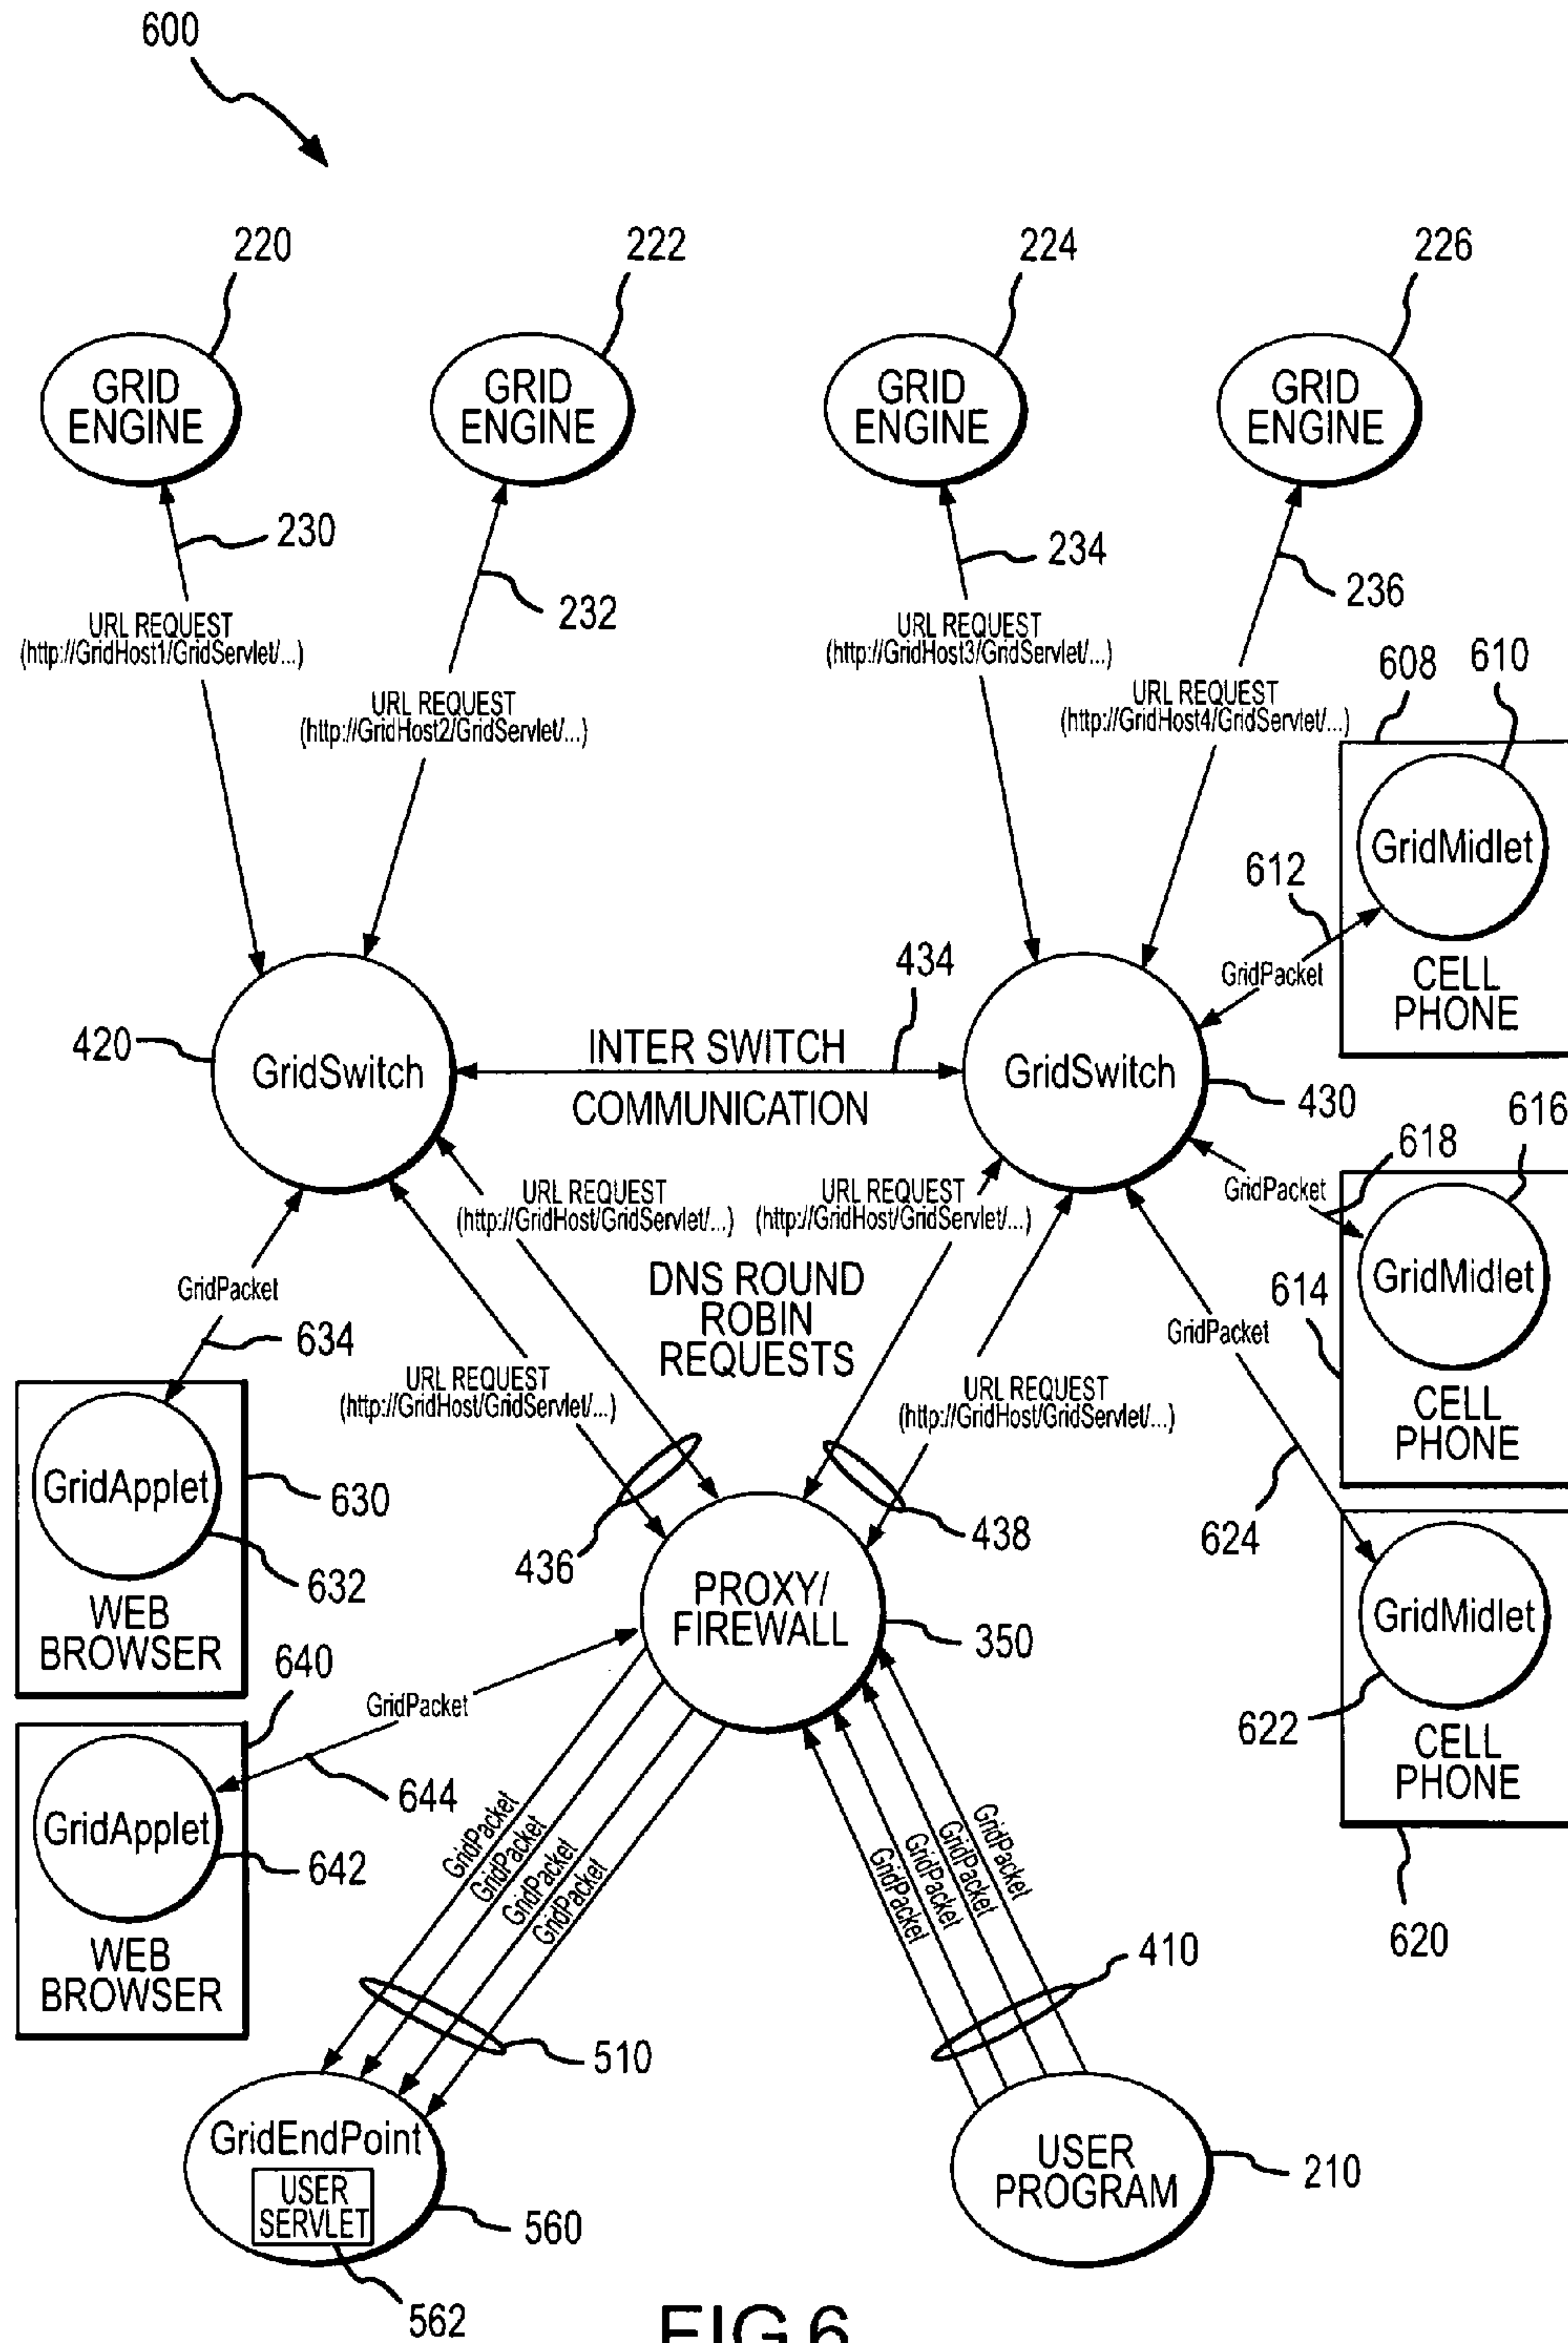 600
220
222
224
226
GRID
ENGINE
GRID
ENGINE
GRID
ENGINE
GRID
ENGINE
230
232
234
236
URL REQUEST
(http://GridHost1/GridServlet/...)
URL REQUEST
(http://GridHost2/GridServlet/...)
URL REQUEST
(http://GridHost3/GridServlet/...)
URL REQUEST
(http://GridHost4/GridServlet/...)
608
610
GridMidlet
CELL
PHONE
612
GridPacket
434
420
GridSwitch
INTER SWITCH
COMMUNICATION
GridSwitch
430
616
618
GridPacket
614
GridMidlet
CELL
PHONE
URL REQUEST
(http://GridHost/GridServlet/...)
URL REQUEST
(http://GridHost/GridServlet/...)
DNS ROUND
ROBIN
REQUESTS
GridPacket
634
GridPacket
URL REQUEST
(http://GridHost/GridServlet/...)
URL REQUEST
(http://GridHost/GridServlet/...)
GridApplet
630
632
WEB
BROWSER
436
438
624
PROXY/
FIREWALL
350
GridMidlet
622
CELL
PHONE
620
640
GridPacket
644
GridApplet
642
WEB
BROWSER
GridPacket
GridPacket
GridPacket
GridPacket
GridPacket
GridPacket
GridPacket
GridPacket
410
510
GridEndPoint
USER
SERVLET
560
562
USER
PROGRAM
210
FIG.6